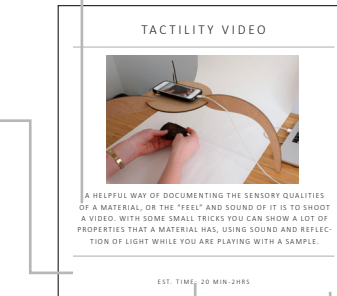 TACTILITY VIDEO
A HELPFUL WAY OF DOCUMENTING THE SENSORY QUALITIES
OF A MATERIAL, OR THE "FEEL" AND SOUND OF IT IS TO SHOOT
A VIDEO. WITH SOME SMALL TRICKS YOU CAN SHOW A LOT OF
PROPERTIES THAT A MATERIAL HAS, USING SOUND AND REFLEC-
TION OF LIGHT WHILE YOU ARE PLAYING WITH A SAMPLE.
EST. TIME: 20 MIN-2HRS